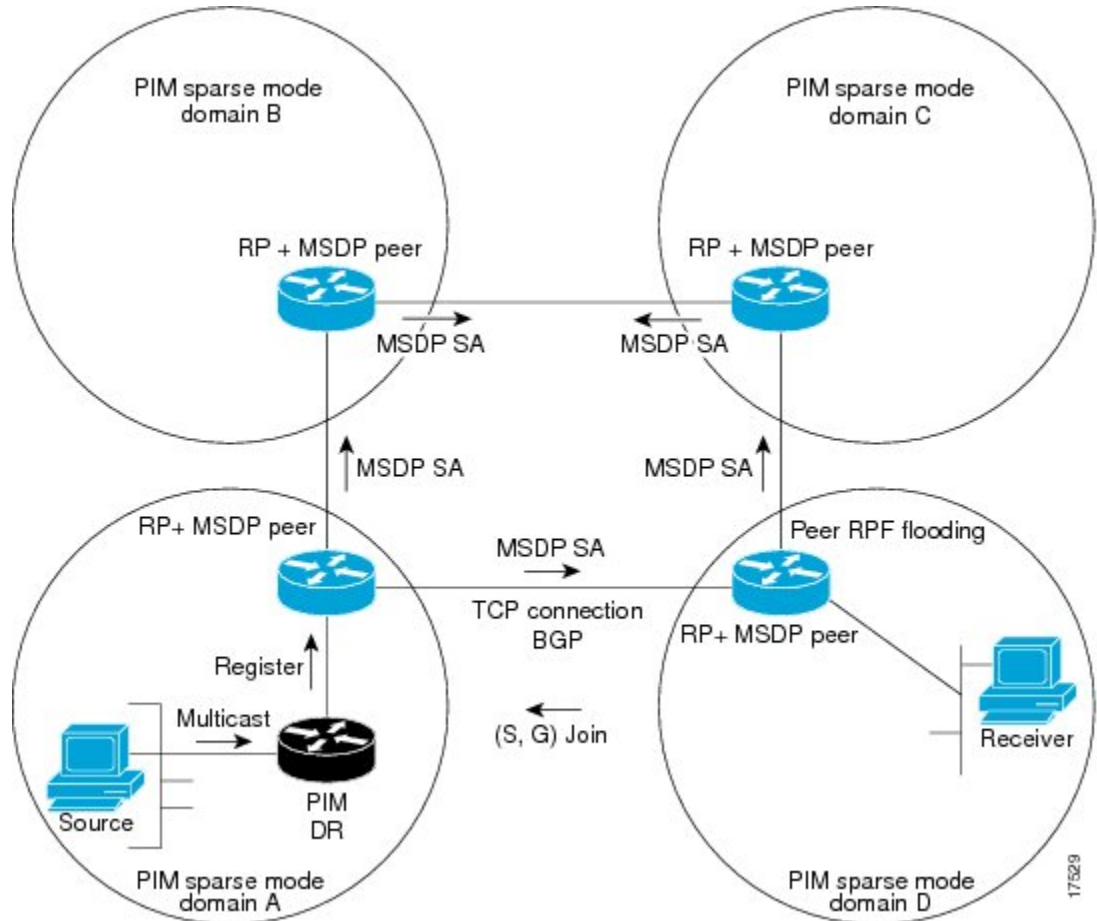 PIM sparse mode
domain B
PIM sparse mode
domain C
RP + MSDP peer
RP + MSDP peer
MSDP SA
MSDP SA
MSDP SA
MSDP SA
RP+ MSDP peer
Peer RPF flooding
MSDP SA
TCP connection
BGP
RP+ MSDP peer
Register
Multicast
(S, G) Join
Receiver
Source
PIM
DR
PIM sparse mode
domain A
PIM sparse mode
domain D
17529